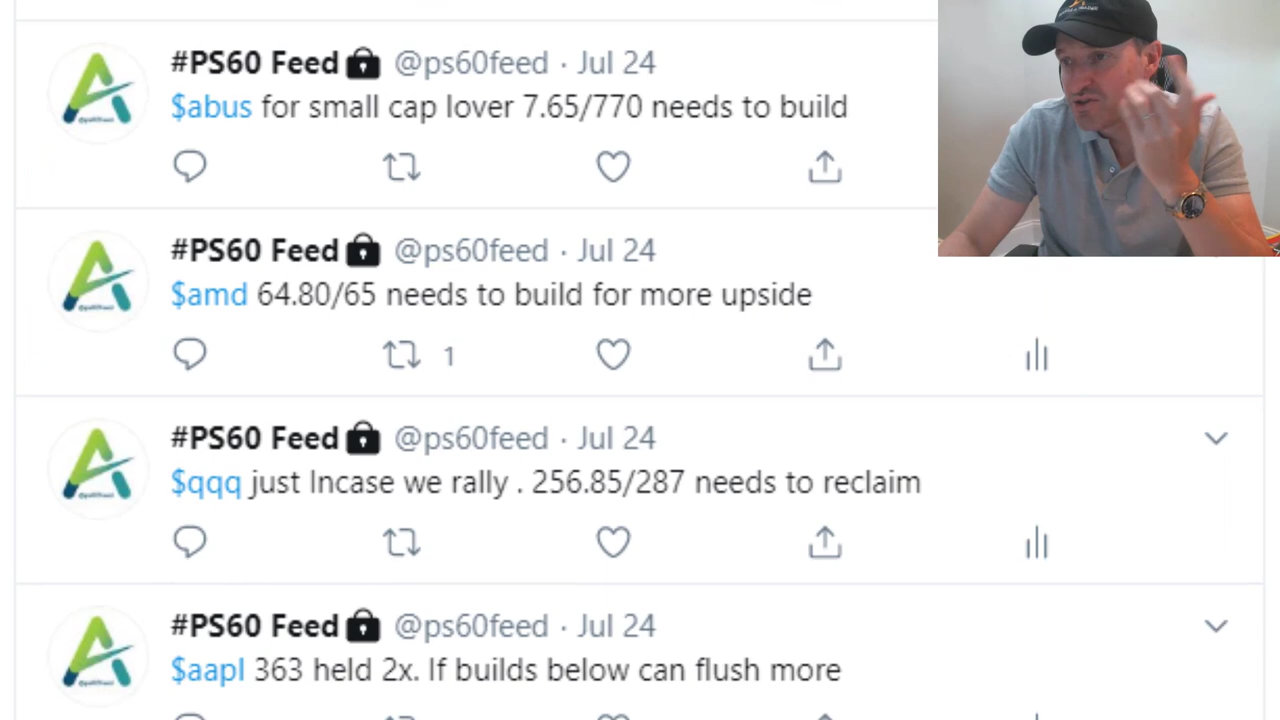 #PS60 Feed @ps60feed · Jul 24
$abus for small cap lover 7.65/770 needs to build
#PS60 Feed @ps60feed · Jul 24
$amd 64.80/65 needs to build for more upside
1
#PS60 Feed @ps60feed · Jul 24
$qqq just Incase we rally . 256.85/287 needs to reclaim
#PS60 Feed @ps60feed · Jul 24
$aapl 363 held 2x. If builds below can flush more